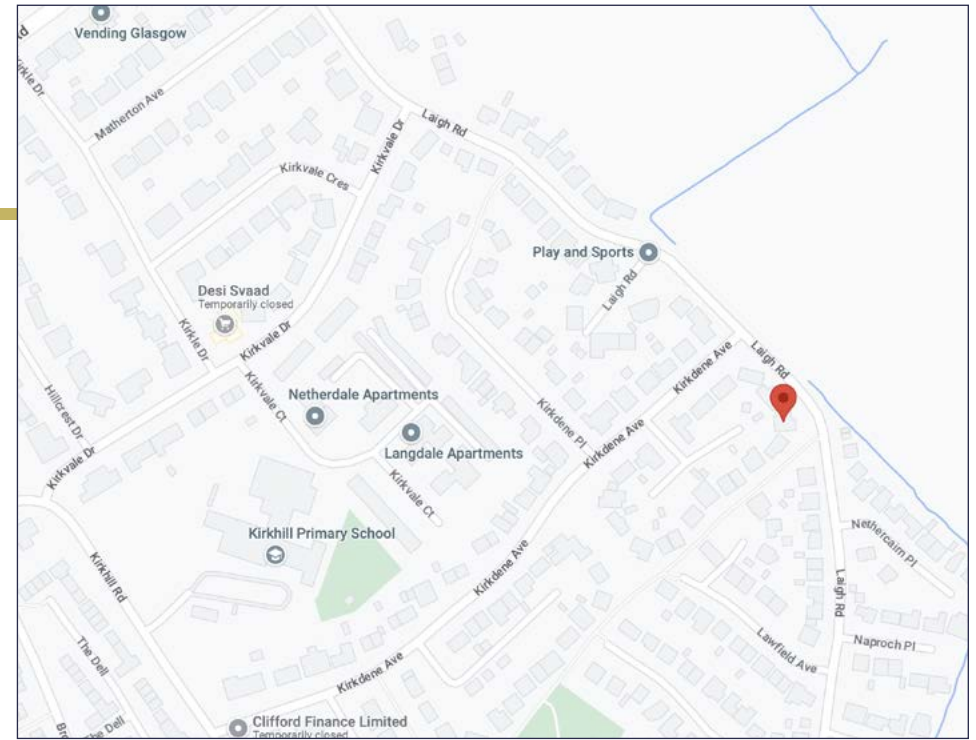 Vending Glasgow
Kirkle Dr
Matherton Ave
Kirkvale Cres
Kirkvale Dr
Laigh Rd
Play and Sports
Laigh Rd
Desi Svaad
Temporarily closed
Kirkle Dr
Kirkvale Dr
Kirkdene Ave
Laigh Rd
Hillcrest Dr
Kirkvale Ct
Netherdale Apartments
Kirkdene Pl
Kirkdene Ave
Langdale Apartments
Kirkvale Dr
Kirkvale Ct
Kirkhill Primary School
Nethercairn Pl
Kirkhill Rd
Kirkdene Ave
Laigh Rd
The Dell
Lawfield Ave
Naproch Pl
Kirkdene Ave
The Dell
Clifford Finance Limited
Temporarily closed